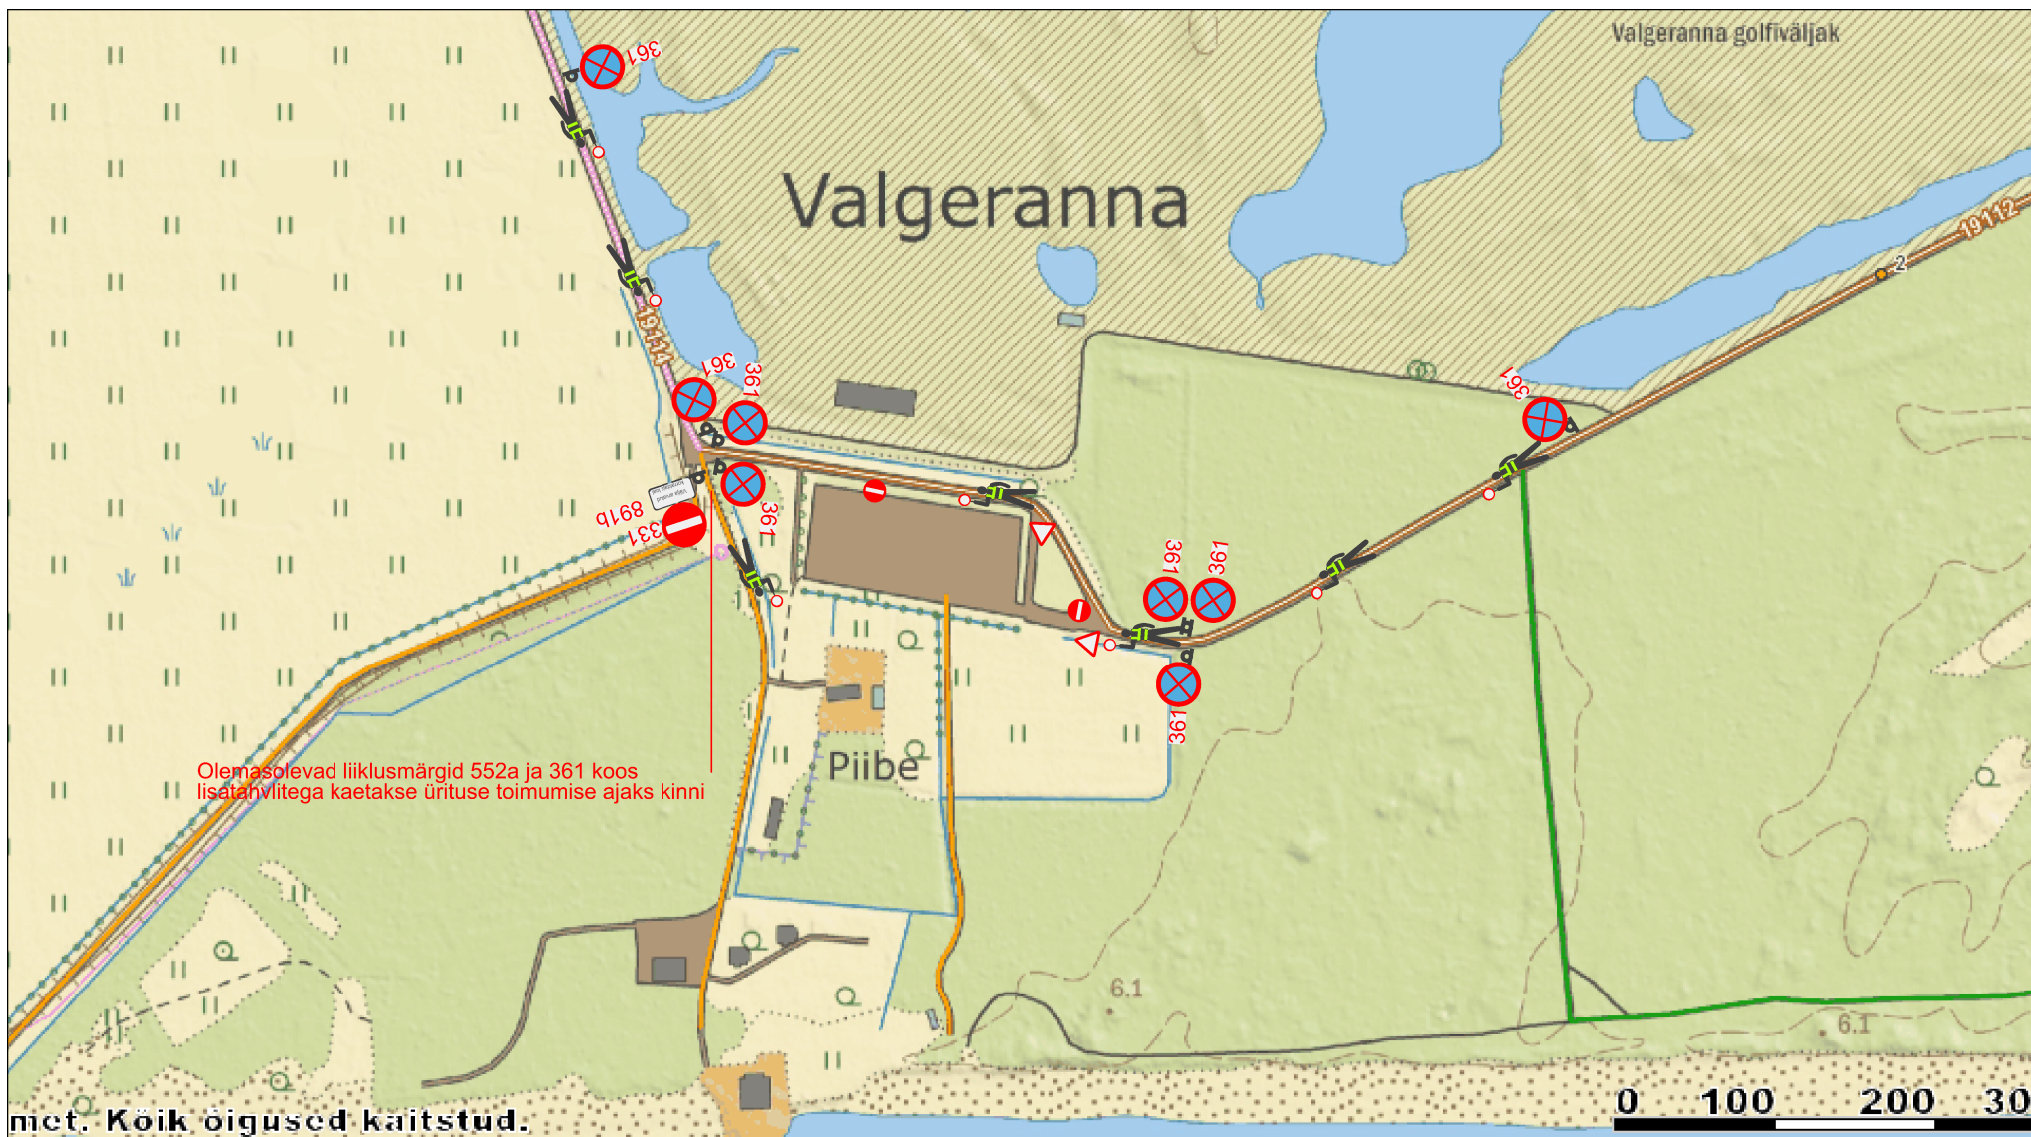 Valgeranna golfiväljak
361
Valgeranna
19112
2
19114
361
361
361
891b
331
361
361
361
361
Olemasolevad liiklusmärgid 552a ja 361 koos
lisatahvlitega kaetakse ürituse toimumise ajaks kinni
Piibe
6.1
6.1
met. Kõik õigused kaitstud.
0 100 200 30